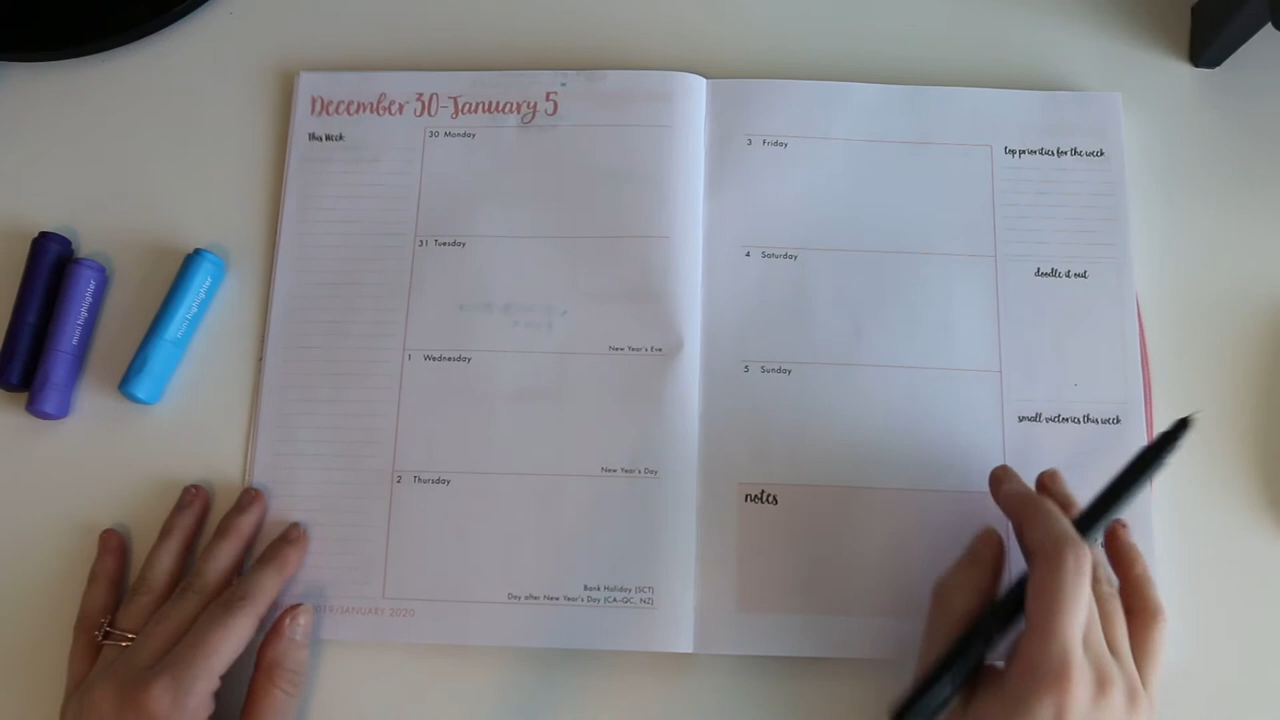 December 30-January 5
This Week:
30 Monday
31 Tuesday
New Year's Eve
1 Wednesday
New Year's Day
2 Thursday
Bank Holiday (SCT)
Day after New Year's Day (CA-QC, NZ)
2019/JANUARY 2020
3 Friday
4 Saturday
5 Sunday
notes
top priorities for the week
doodle it out
small victories this week
mini highlighter
mini highlighter